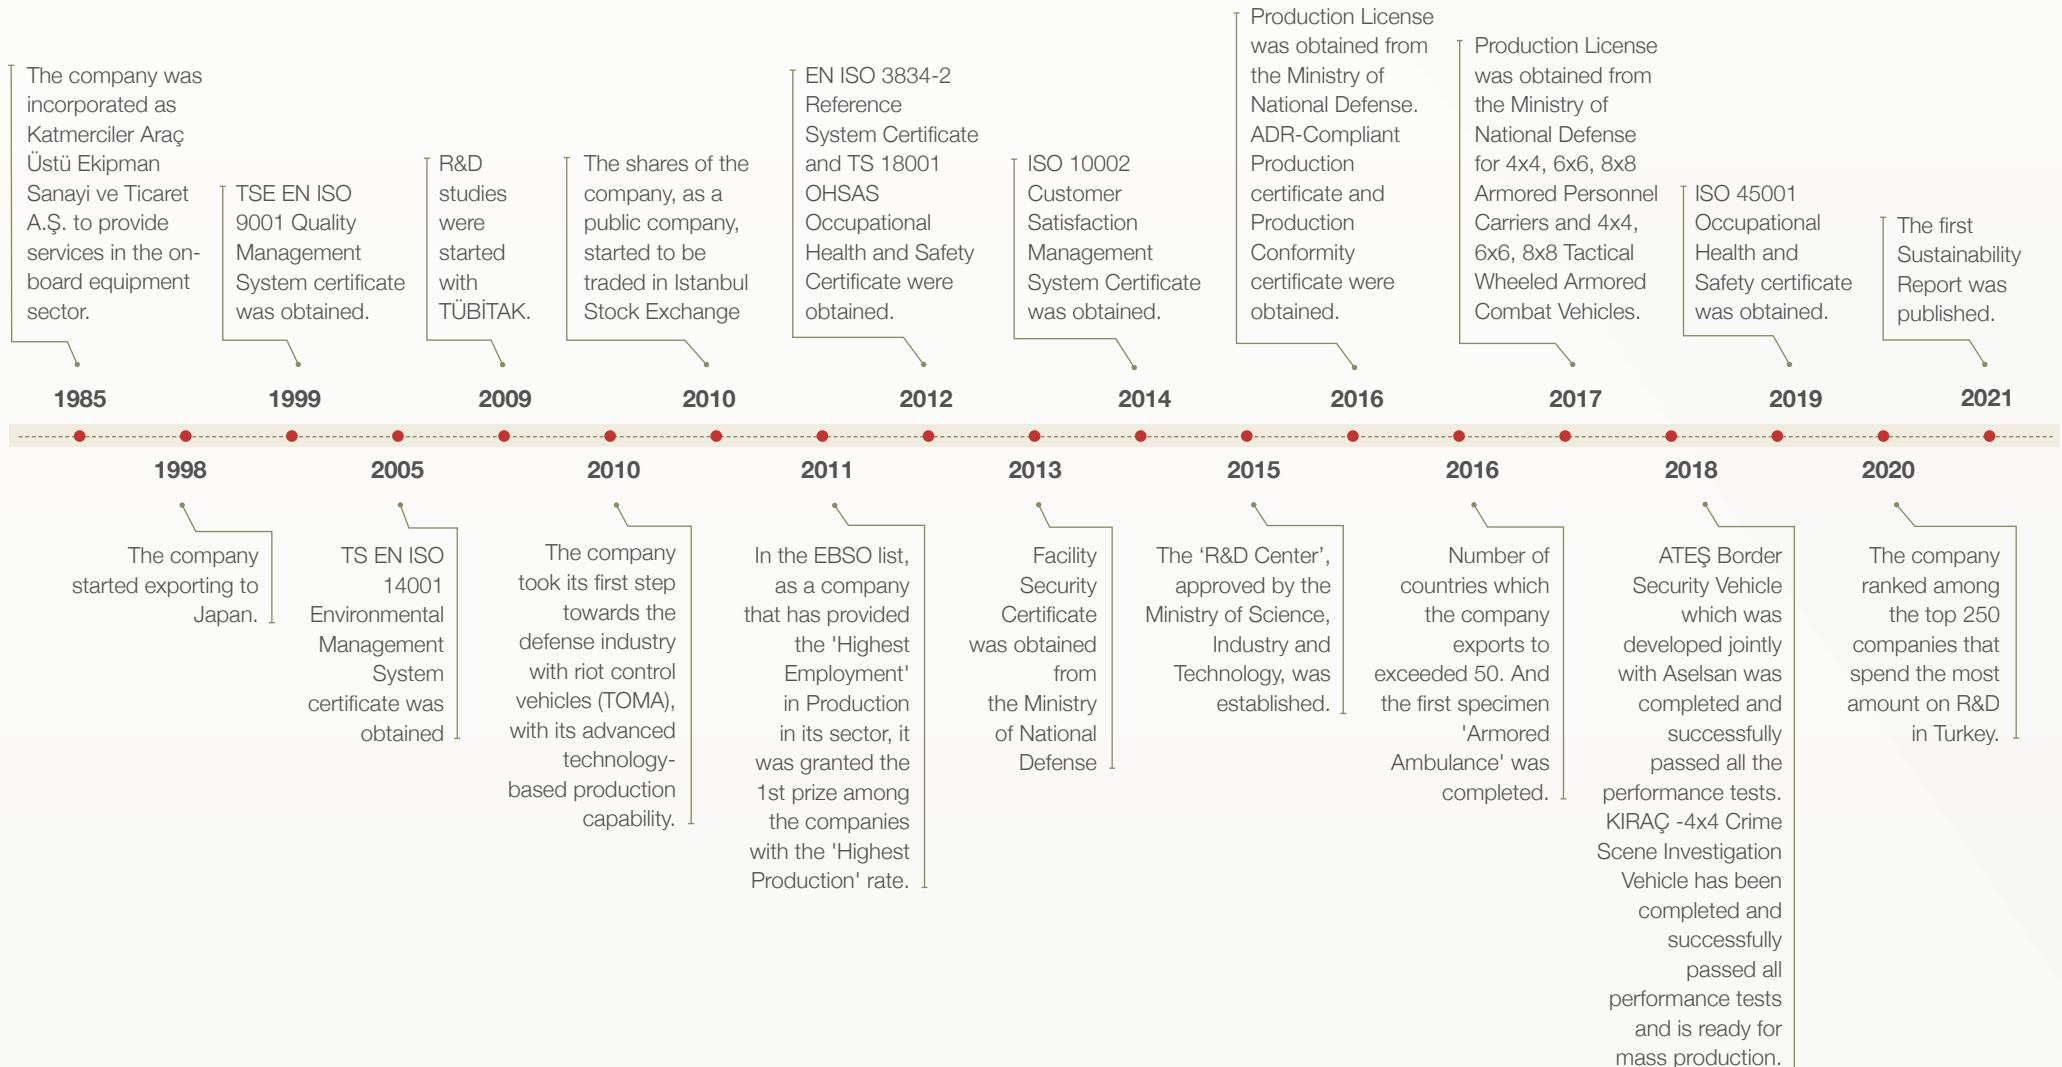 The company was
incorporated as
Katmerciler Araç
Üstü Ekipman
Sanayi ve Ticaret
A.Ş. to provide
services in the on-
board equipment
sector.
1985
The company
started exporting to
Japan.
1998
TSE EN ISO
9001 Quality
Management
System certificate
was obtained.
1999
2005
TS EN ISO
14001
Environmental
Management
System
certificate was
obtained
R&D
studies
were
started
with
TÜBİTAK.
2009
2010
The company
took its first step
towards the
defense industry
with riot control
vehicles (TOMA),
with its advanced
technology-
based production
capability.
The shares of the
company, as a
public company,
started to be
traded in Istanbul
Stock Exchange
2010
2011
In the EBSO list,
as a company
that has provided
the 'Highest
Employment'
in Production
in its sector, it
was granted the
1st prize among
the companies
with the 'Highest
Production' rate.
EN ISO 3834-2
Reference
System Certificate
and TS 18001
OHSAS
Occupational
Health and Safety
Certificate were
obtained.
2012
2013
Facility
Security
Certificate
was obtained
from
the Ministry
of National
Defense
ISO 10002
Customer
Satisfaction
Management
System Certificate
was obtained.
2014
2015
The ‘R&D Center’,
approved by the
Ministry of Science,
Industry and
Technology, was
established.
Production License
was obtained from
the Ministry of
National Defense.
ADR-Compliant
Production
certificate and
Production
Conformity
certificate were
obtained.
2016
2016
Number of
countries which
the company
exports to
exceeded 50. And
the first specimen
'Armored
Ambulance' was
completed.
Production License
was obtained from
the Ministry of
National Defense
for 4x4, 6x6, 8x8
Armored Personnel
Carriers and 4x4,
6x6, 8x8 Tactical
Wheeled Armored
Combat Vehicles.
2017
2018
ATEŞ Border
Security Vehicle
which was
developed jointly
with Aselsan was
completed and
successfully
passed all the
performance tests.
KIRAÇ -4x4 Crime
Scene Investigation
Vehicle has been
completed and
successfully
passed all
performance tests
and is ready for
mass production.
ISO 45001
Occupational
Health and
Safety certificate
was obtained.
2019
2020
The company
ranked among
the top 250
companies that
spend the most
amount on R&D
in Turkey.
The first
Sustainability
Report was
published.
2021